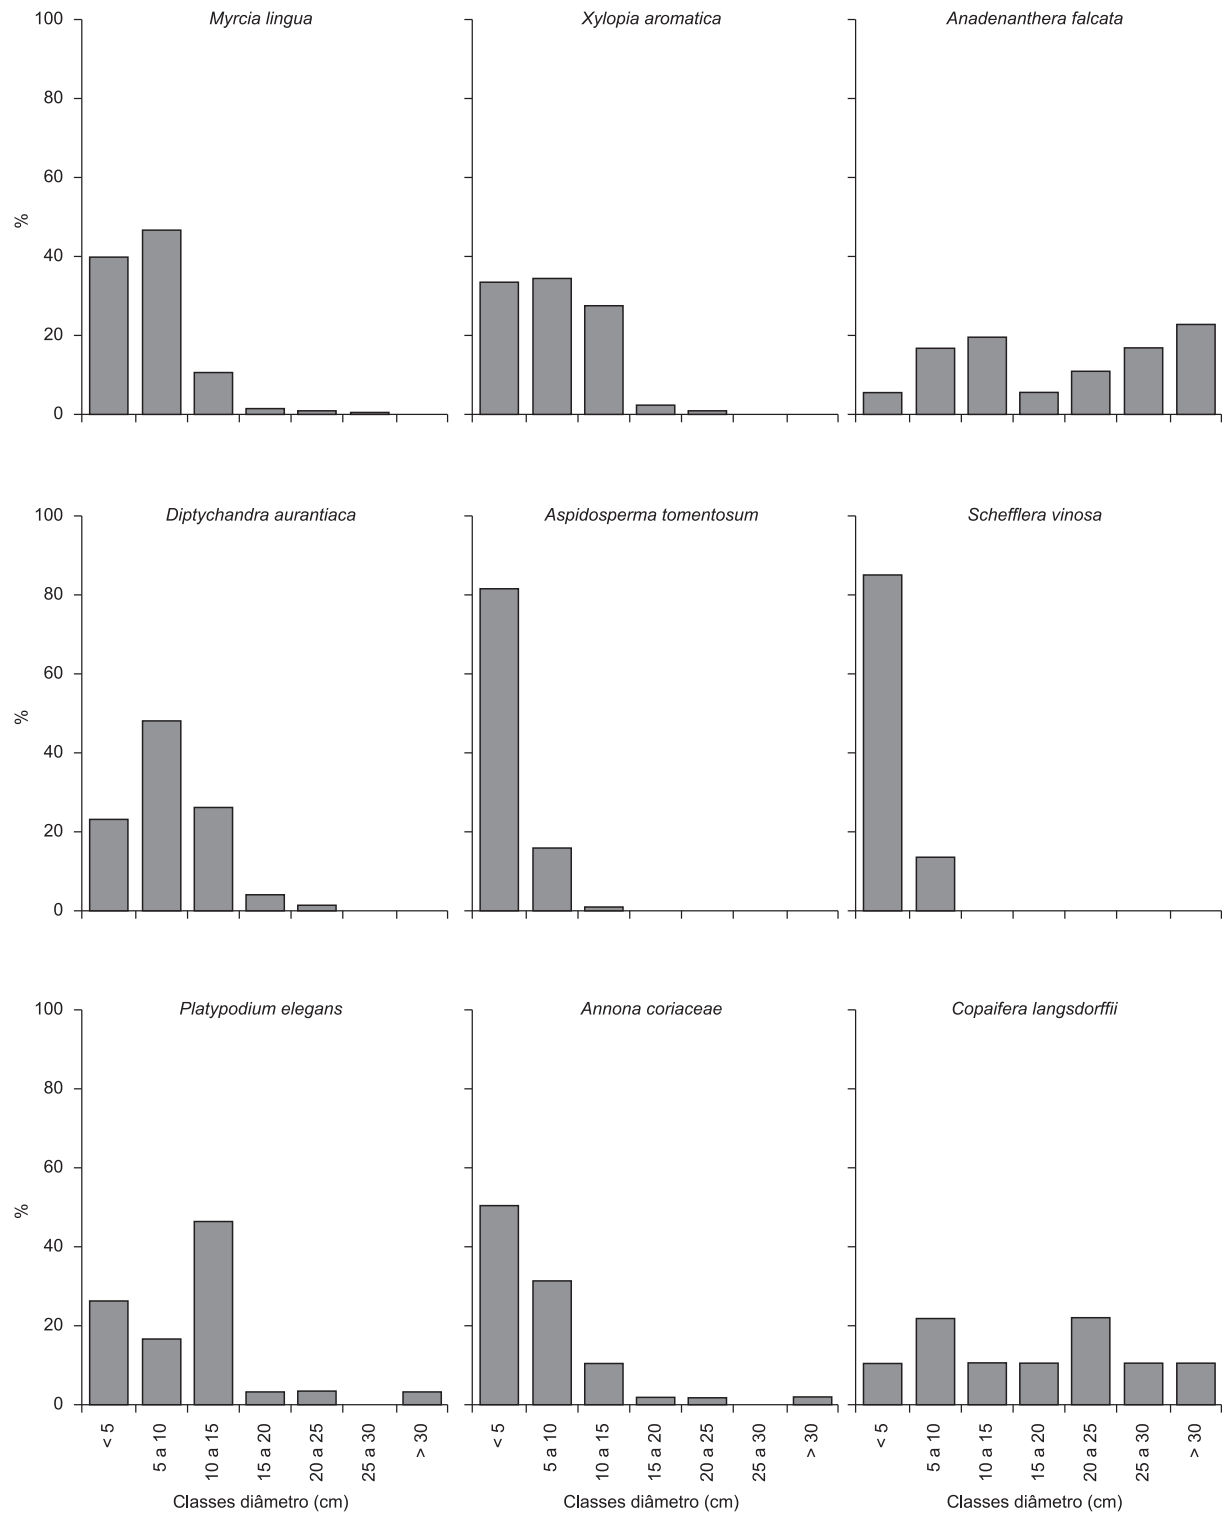 Myrcia lingua
Xylopia aromatica
Anadenanthera falcata
100
80
60
40
20
0
%
Diptychandra aurantiaca
Aspidosperma tomentosum
Schefflera vinosa
100
80
60
40
20
0
%
Platypodium elegans
Annona coriaceae
Copaifera langsdorffii
100
80
60
40
20
0
%
< 5
5 a 10
10 a 15
15 a 20
20 a 25
25 a 30
> 30
< 5
5 a 10
10 a 15
15 a 20
20 a 25
25 a 30
> 30
< 5
5 a 10
10 a 15
15 a 20
20 a 25
25 a 30
> 30
Classes diâmetro (cm)
Classes diâmetro (cm)
Classes diâmetro (cm)